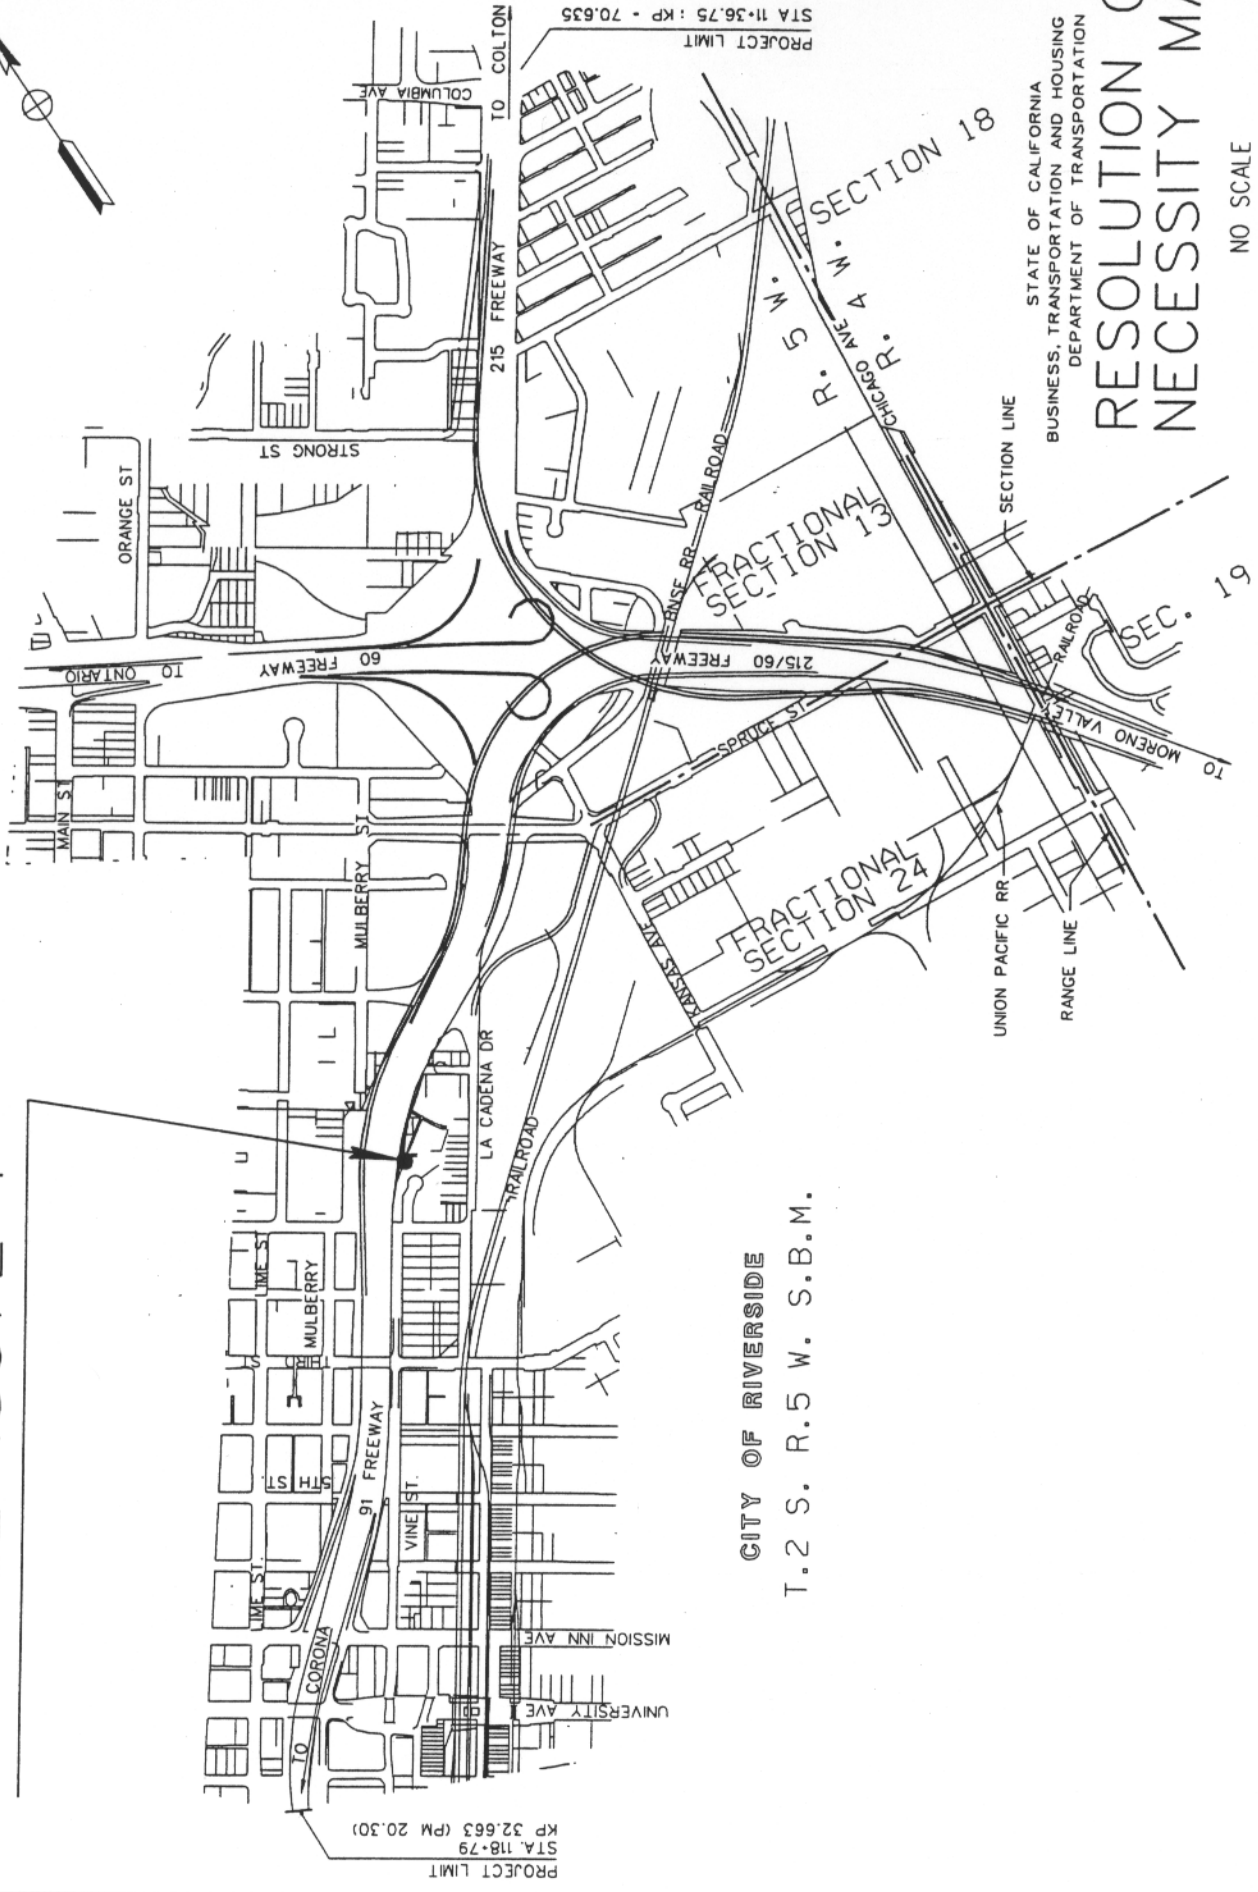 PROJECT LIMIT
STA 11+36.75 : KP - 70.635
TO COLTON
COLUMBIA AVE
215 FREEWAY
STRONG ST
ORANGE ST
TO ONTARIO
60 FREEWAY
MAIN ST
MULBERRY ST
BNSF RR
RAILROAD
215/60 FREEWAY
SPRUCE ST
KANSAS AVE
FRACTIONAL
SECTION 13
FRACTIONAL
SECTION 24
SECTION 18
R. 5 W.
R. 4 W.
CHICAGO AVE
SECTION LINE
SEC. 19
RAILROAD
TO MORENO VALLEY
UNION PACIFIC RR
RANGE LINE
LA CADENA DR
RAILROAD
LIME ST
MULBERRY
THIRD ST
5TH ST
91 FREEWAY
VINE ST.
IME ST.
TO CORONA
MISSION INN AVE
UNIVERSITY AVE
PROJECT LIMIT
STA. 118+79
KP 32.663 (PM 20.30)
CITY OF RIVERSIDE
T.2 S. R.5 W. S.B.M.
STATE OF CALIFORNIA
BUSINESS, TRANSPORTATION AND HOUSING
DEPARTMENT OF TRANSPORTATION
RESOLUTION
NECESSITY MA
NO SCALE